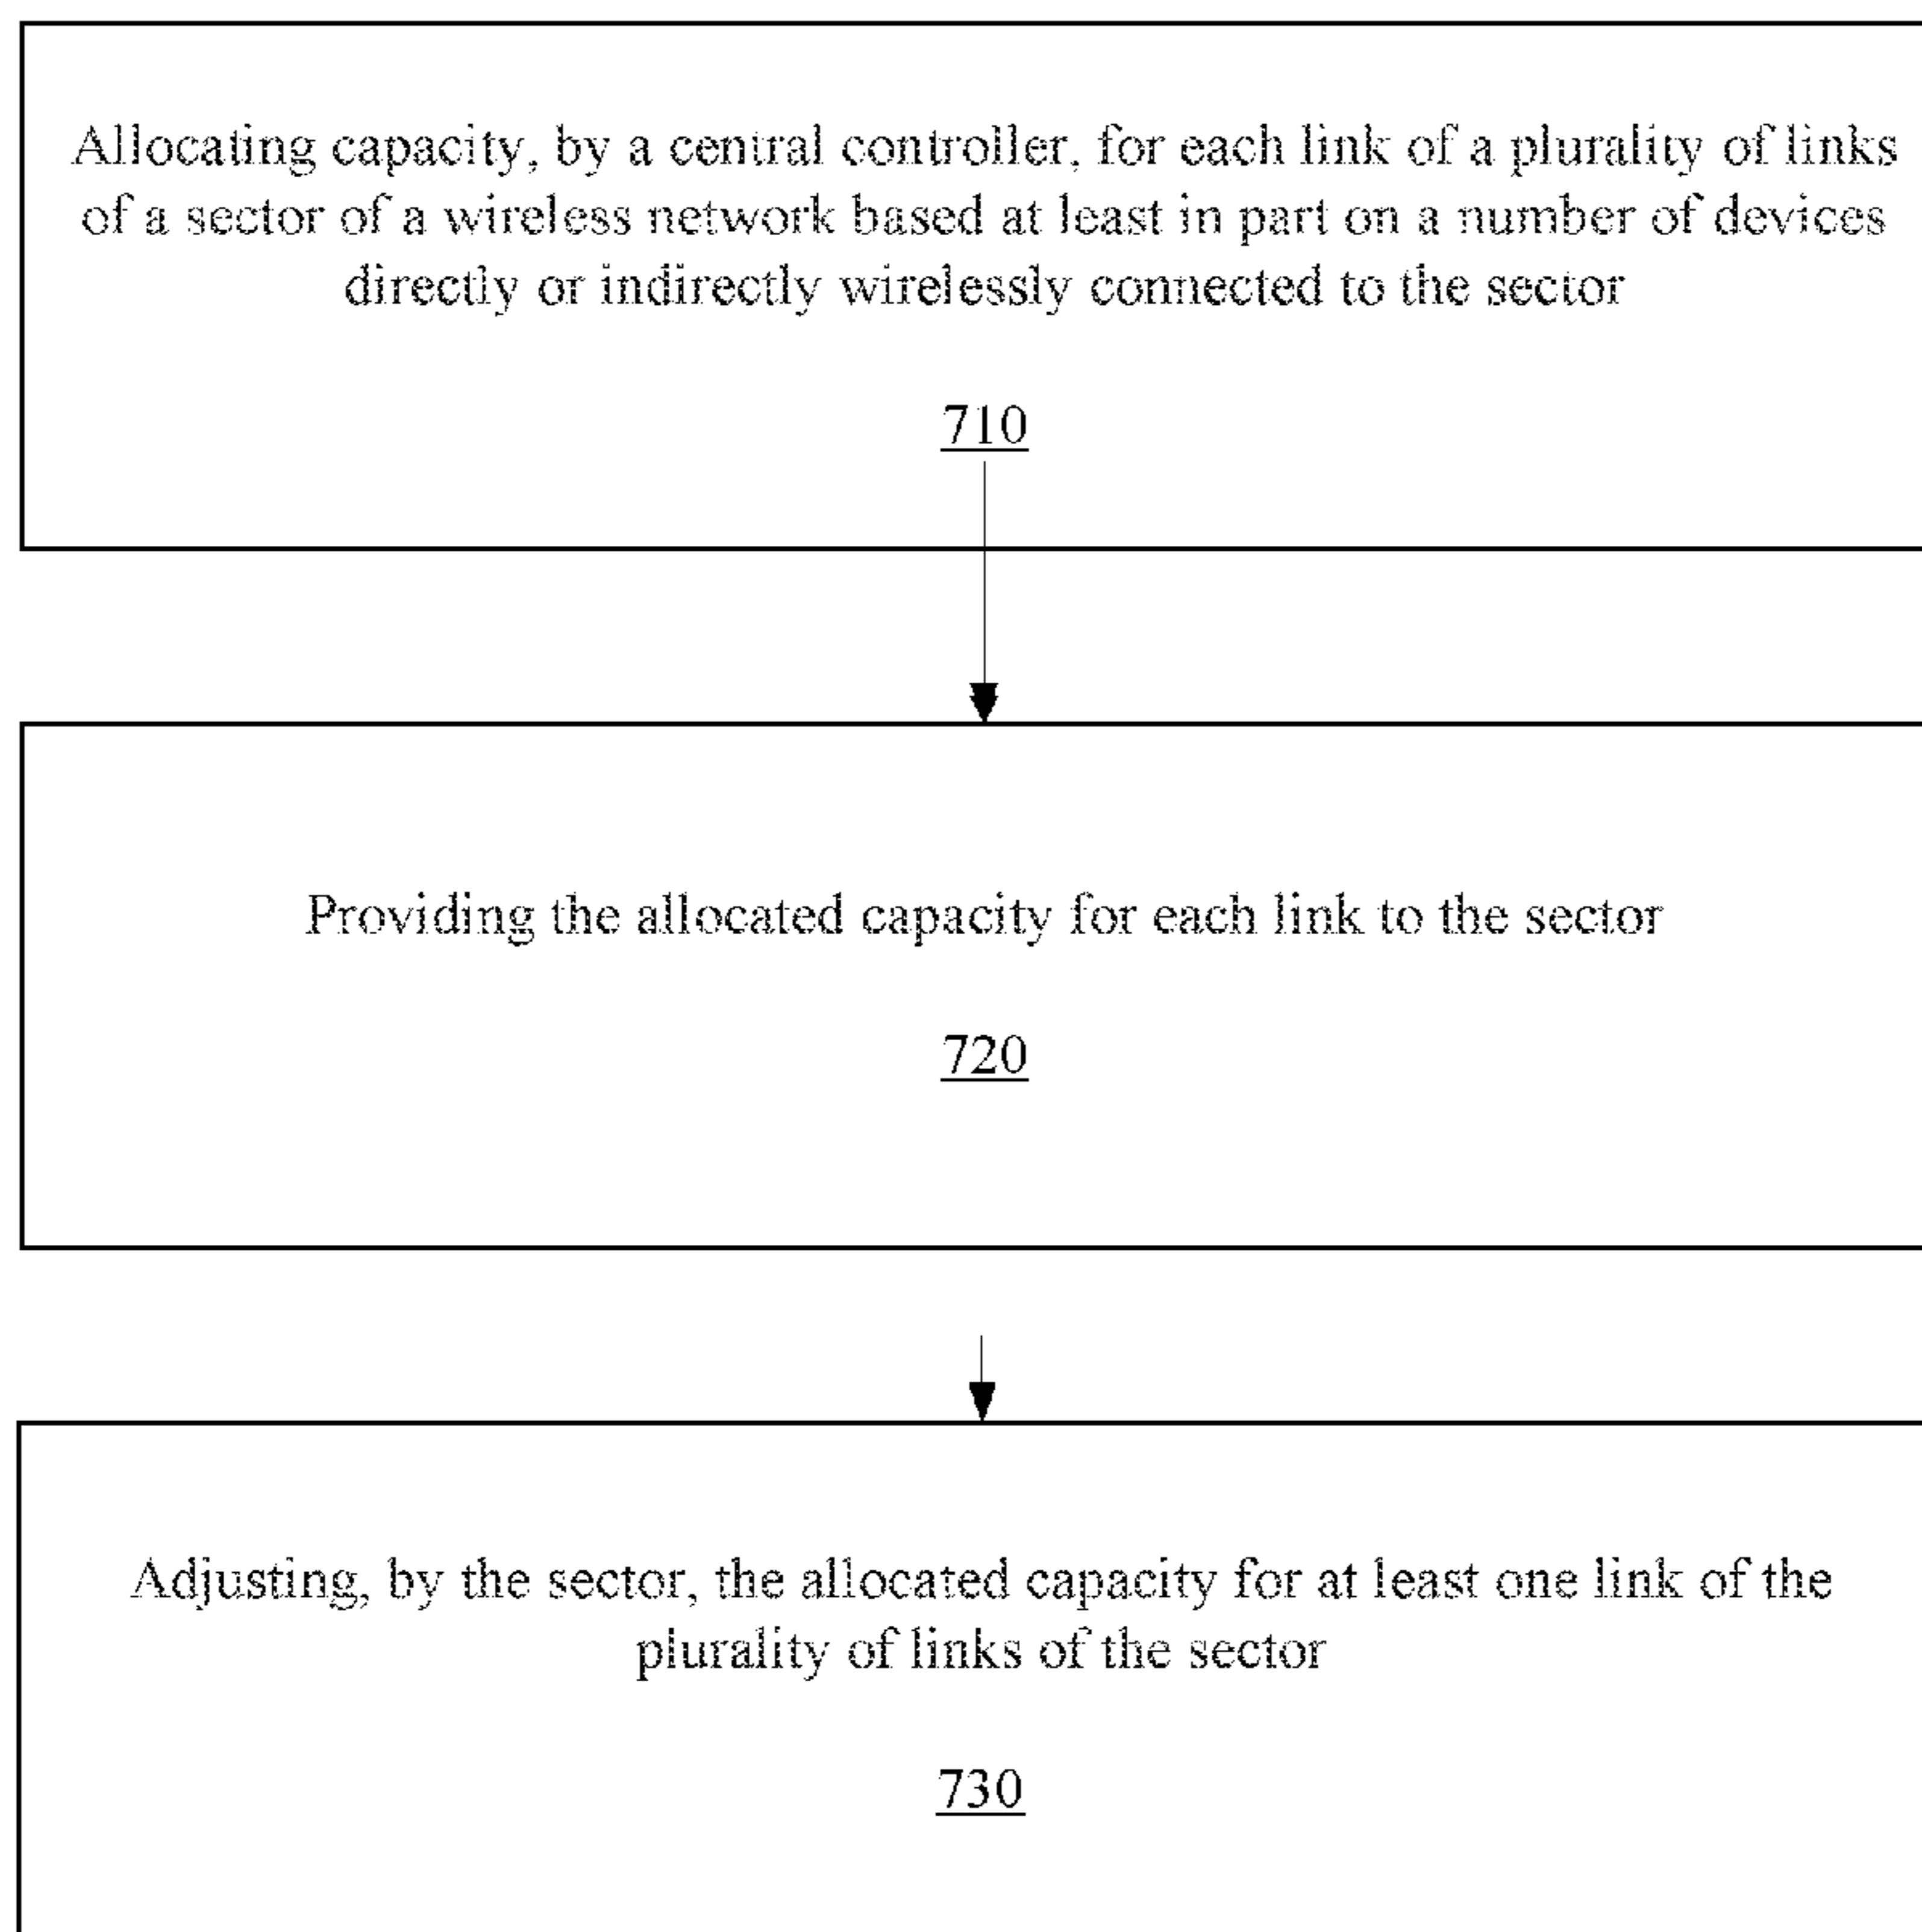 Allocating capacity, by a central controller, for each link of a plurality of links
of a sector of a wireless network based at least in part on a number of devices
directly or indirectly wirelessly connected to the sector
710
Providing the allocated capacity for each link to the sector
720
Adjusting, by the sector, the allocated capacity for at least one link of the
plurality of links of the sector
730